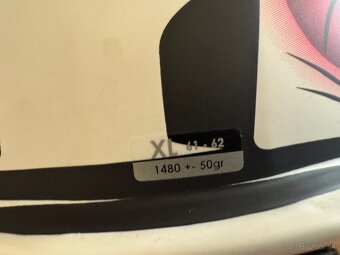 XL 61 - 62
1480 +- 50gr